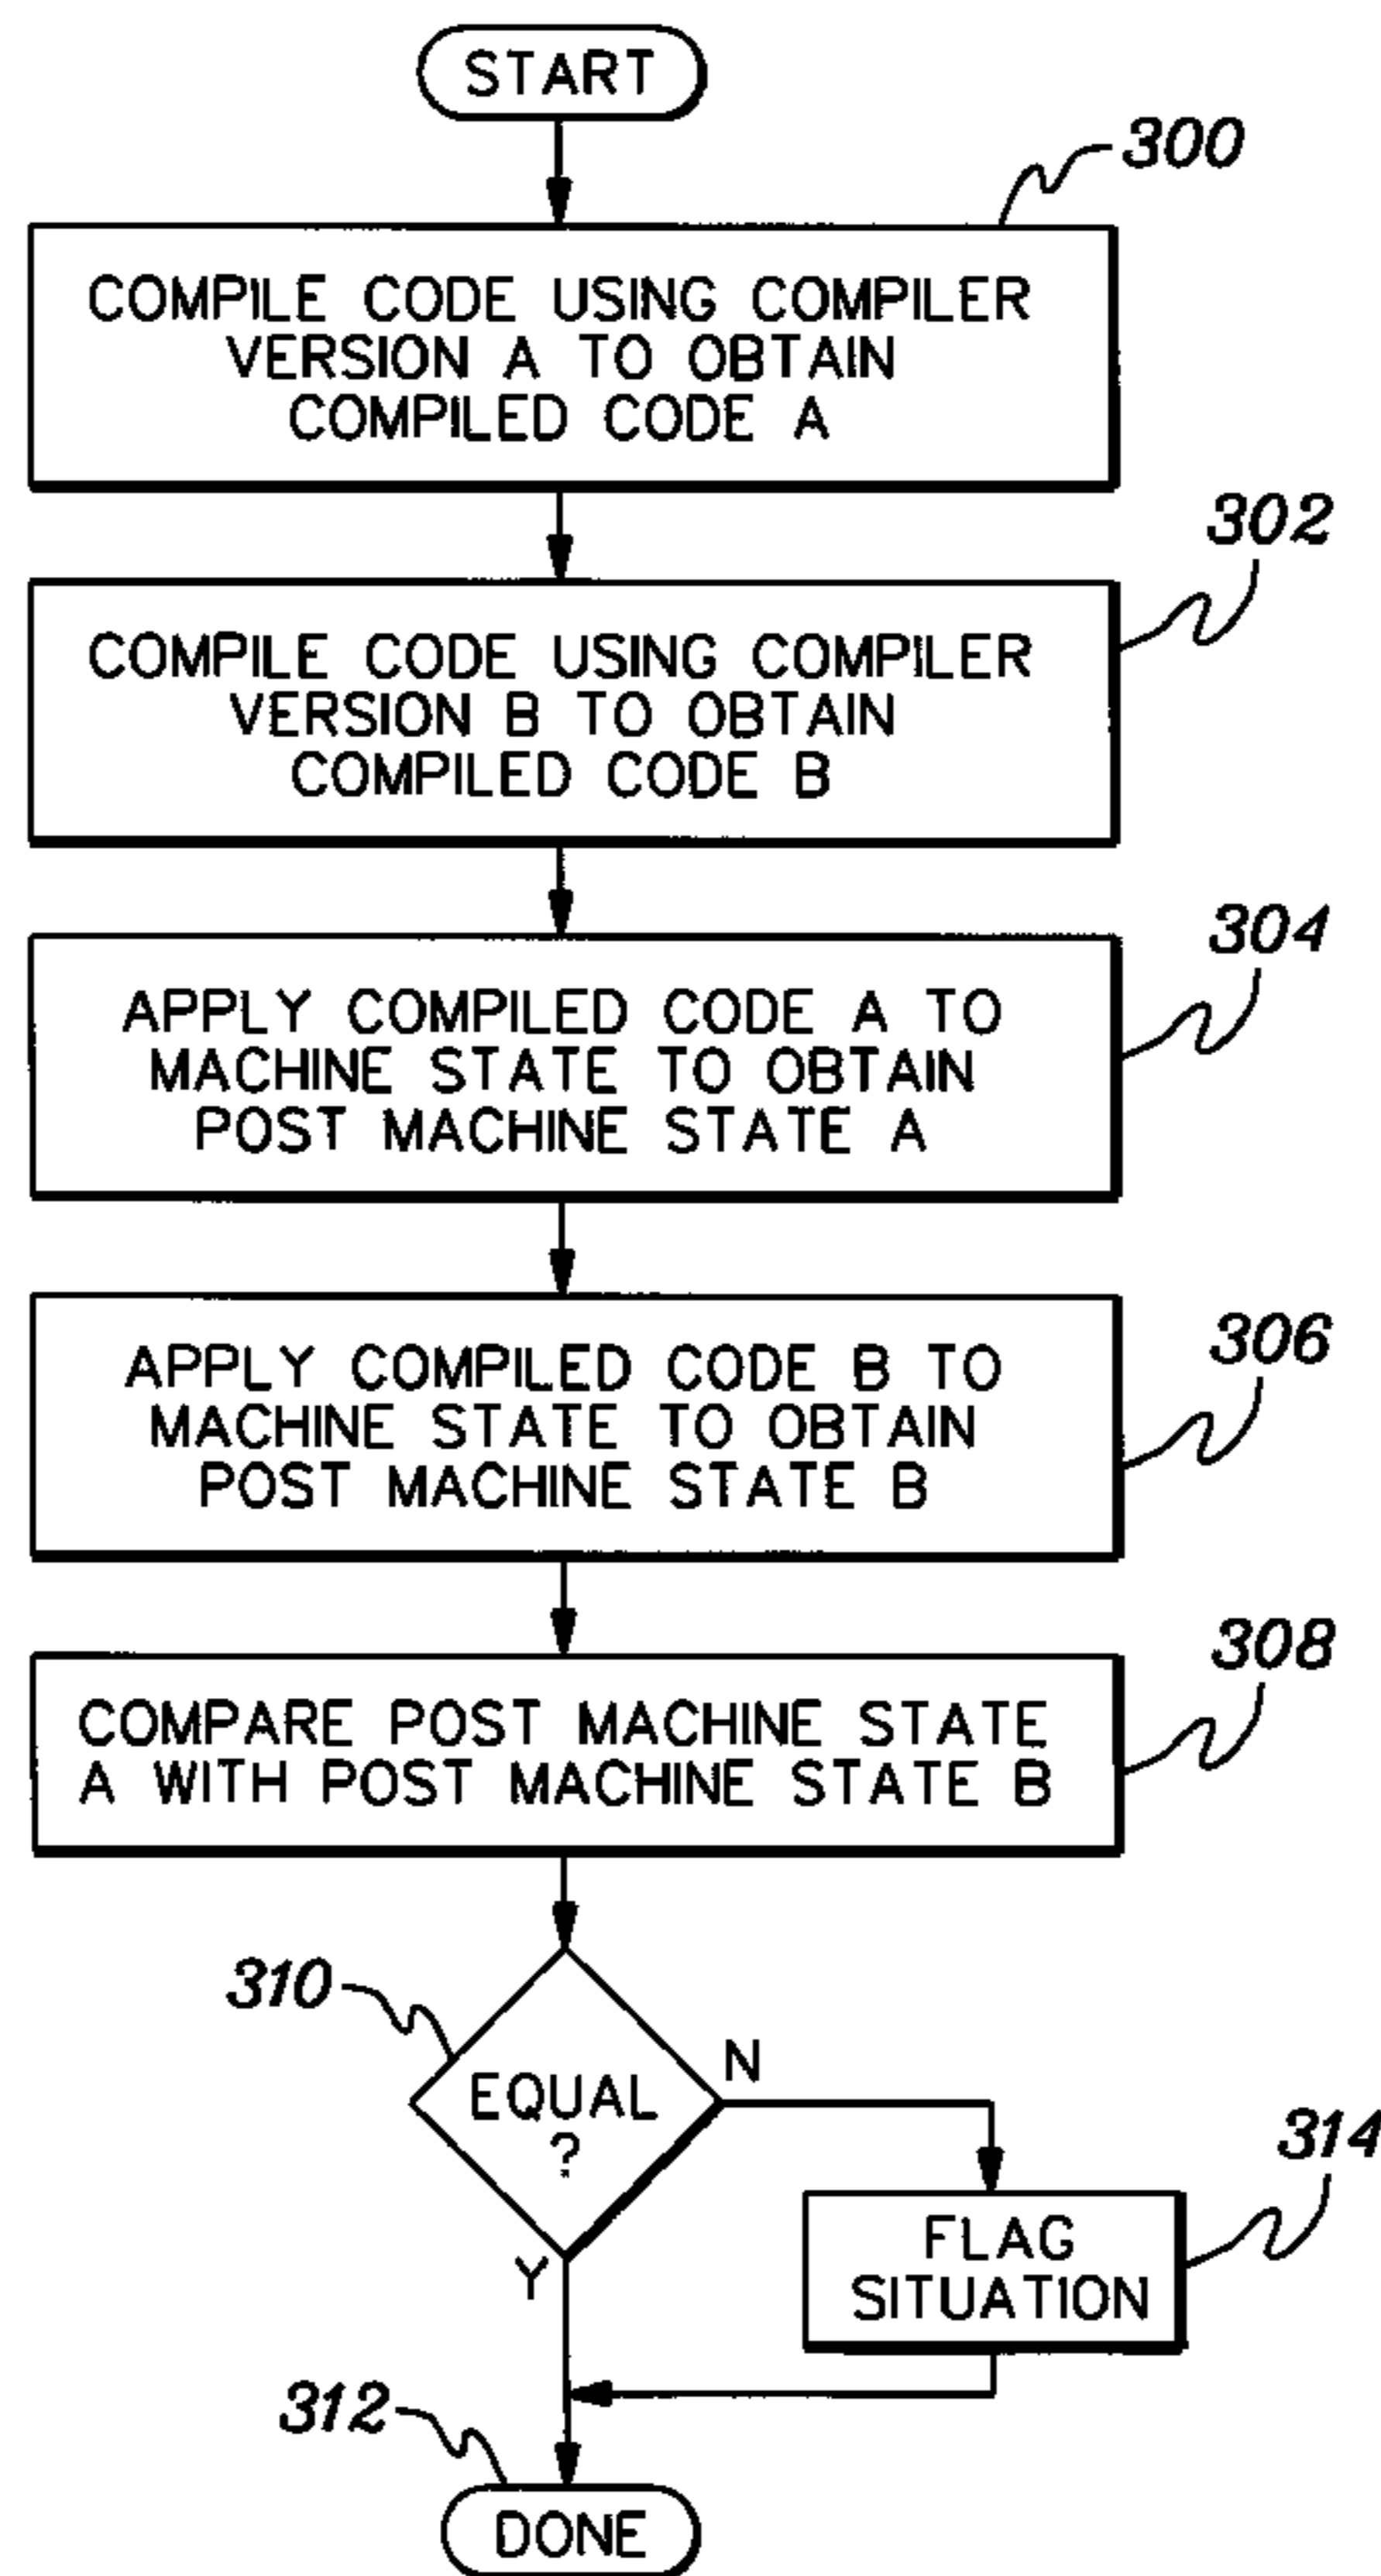 START
300
COMPILE CODE USING COMPILER
VERSION A TO OBTAIN
COMPILED CODE A
302
COMPILE CODE USING COMPILER
VERSION B TO OBTAIN
COMPILED CODE B
304
APPLY COMPILED CODE A TO
MACHINE STATE TO OBTAIN
POST MACHINE STATE A
306
APPLY COMPILED CODE B TO
MACHINE STATE TO OBTAIN
POST MACHINE STATE B
308
COMPARE POST MACHINE STATE
A WITH POST MACHINE STATE B
310
EQUAL
?
N
Y
314
FLAG
SITUATION
312
DONE